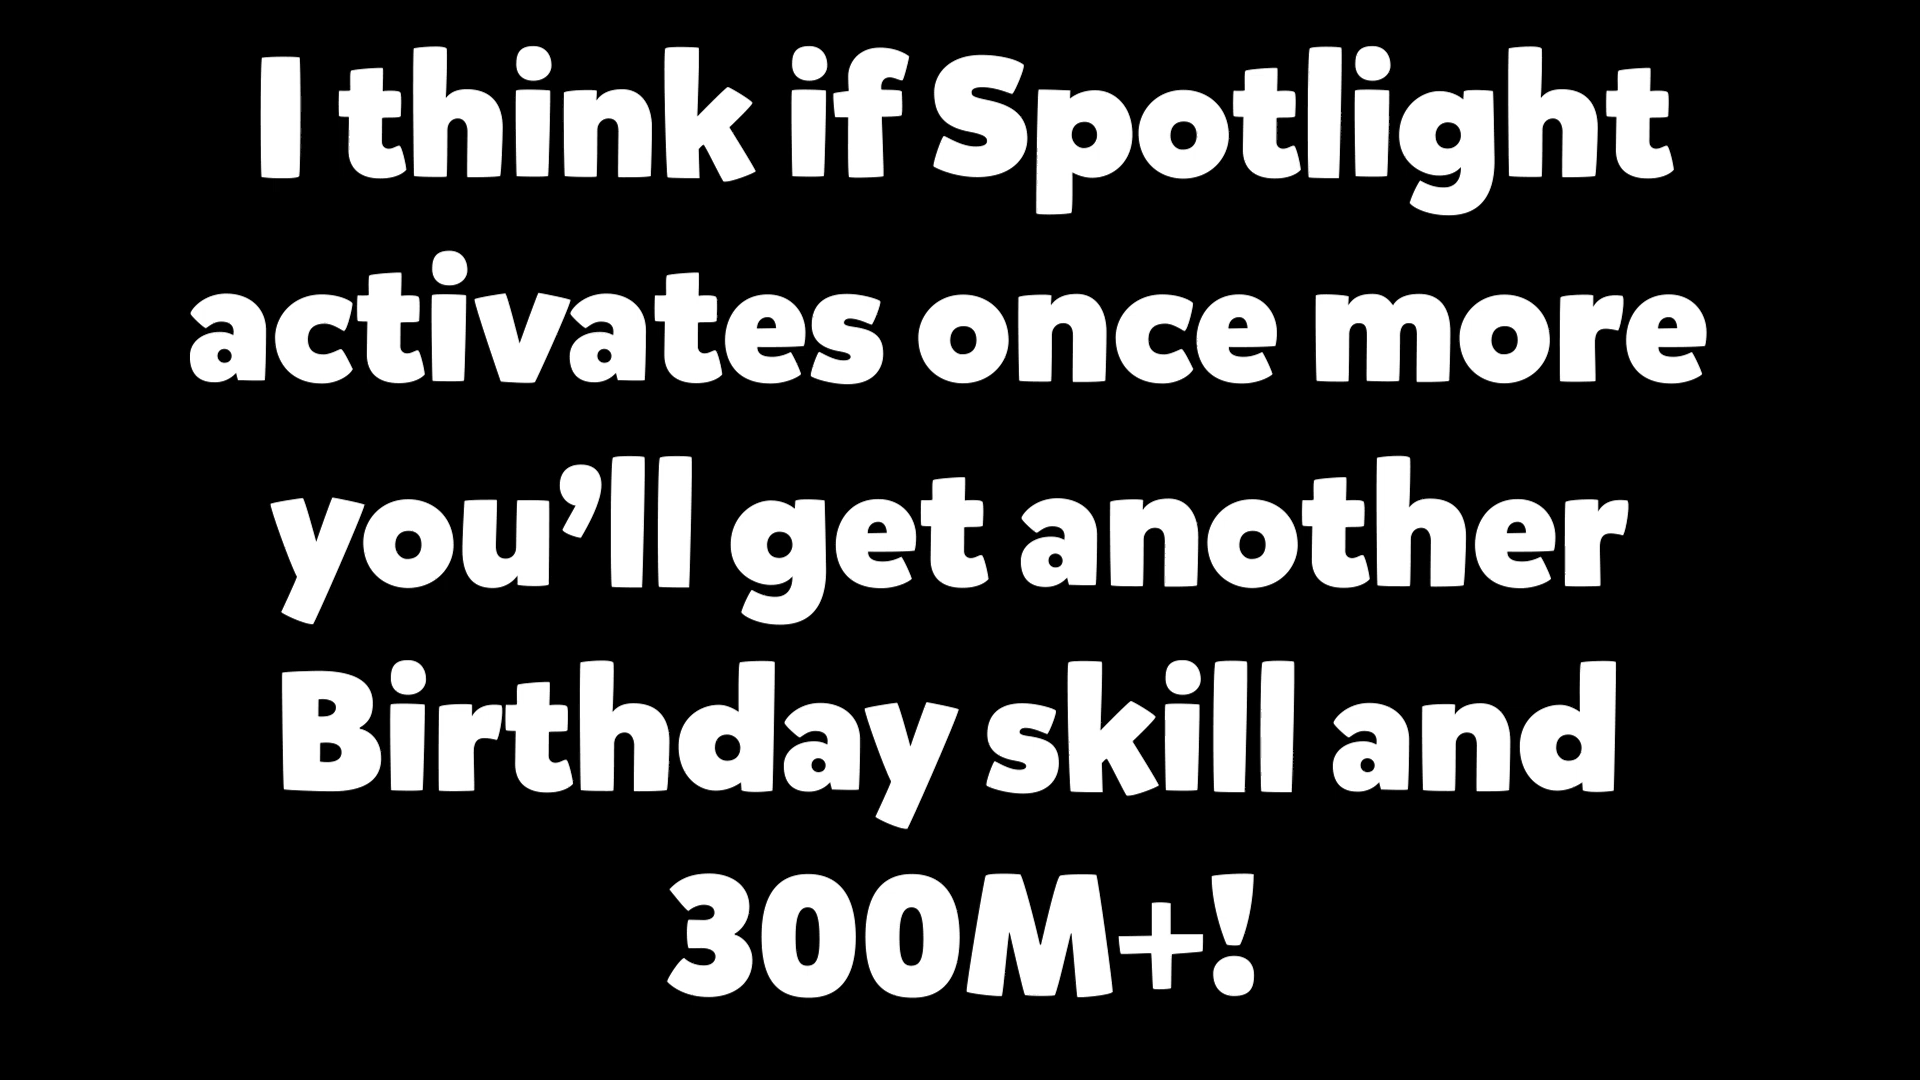 I think if Spotlight
activates once more
you’ll get another
Birthday skill and
300M+!